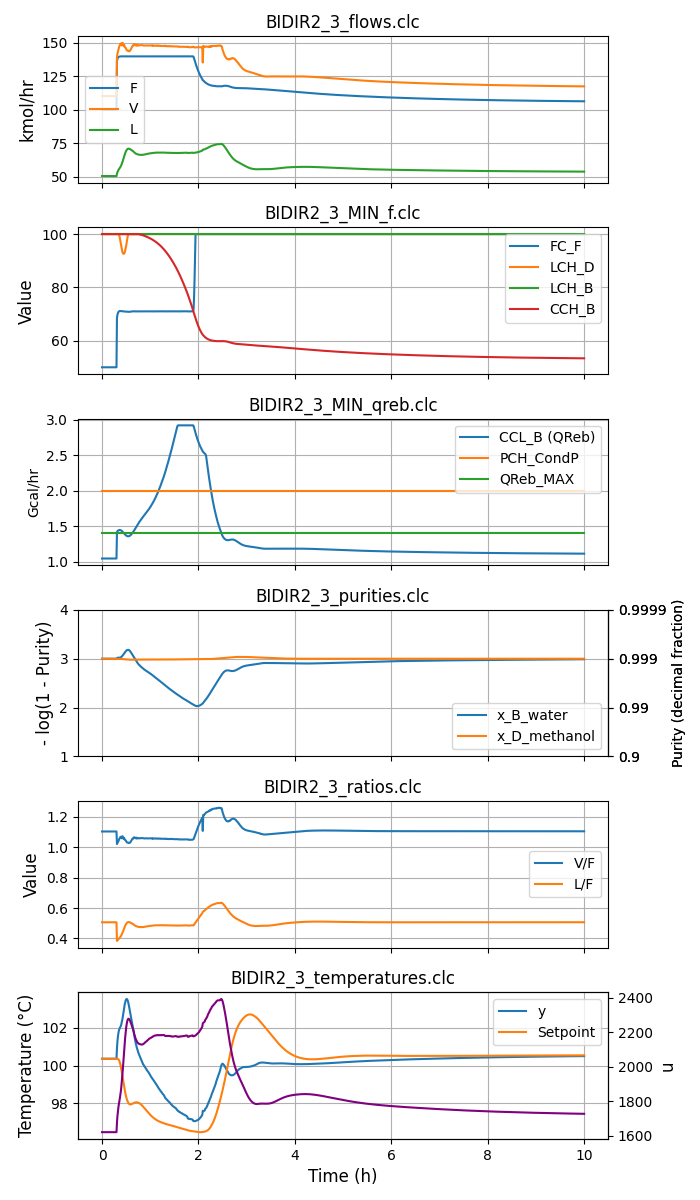 BIDIR2_3_flows.clc
150
125
100
75
50
kmol/hr
F
V
L
BIDIR2_3_MIN_f.clc
100
80
60
Value
FC_F
LCH_D
LCH_B
CCH_B
BIDIR2_3_MIN_qreb.clc
3.0
2.5
2.0
1.5
1.0
Gcal/hr
CCL_B (QReb)
PCH_CondP
QReb_MAX
BIDIR2_3_purities.clc
4
3
2
1
- log(1 - Purity)
0.9999
0.999
0.99
0.9
Purity (decimal fraction)
x_B_water
x_D_methanol
BIDIR2_3_ratios.clc
1.2
1.0
0.8
0.6
0.4
Value
V/F
L/F
BIDIR2_3_temperatures.clc
102
100
98
Temperature (°C)
y
Setpoint
2400
2200
2000
1800
1600
u
0 2 4 6 8 10
Time (h)